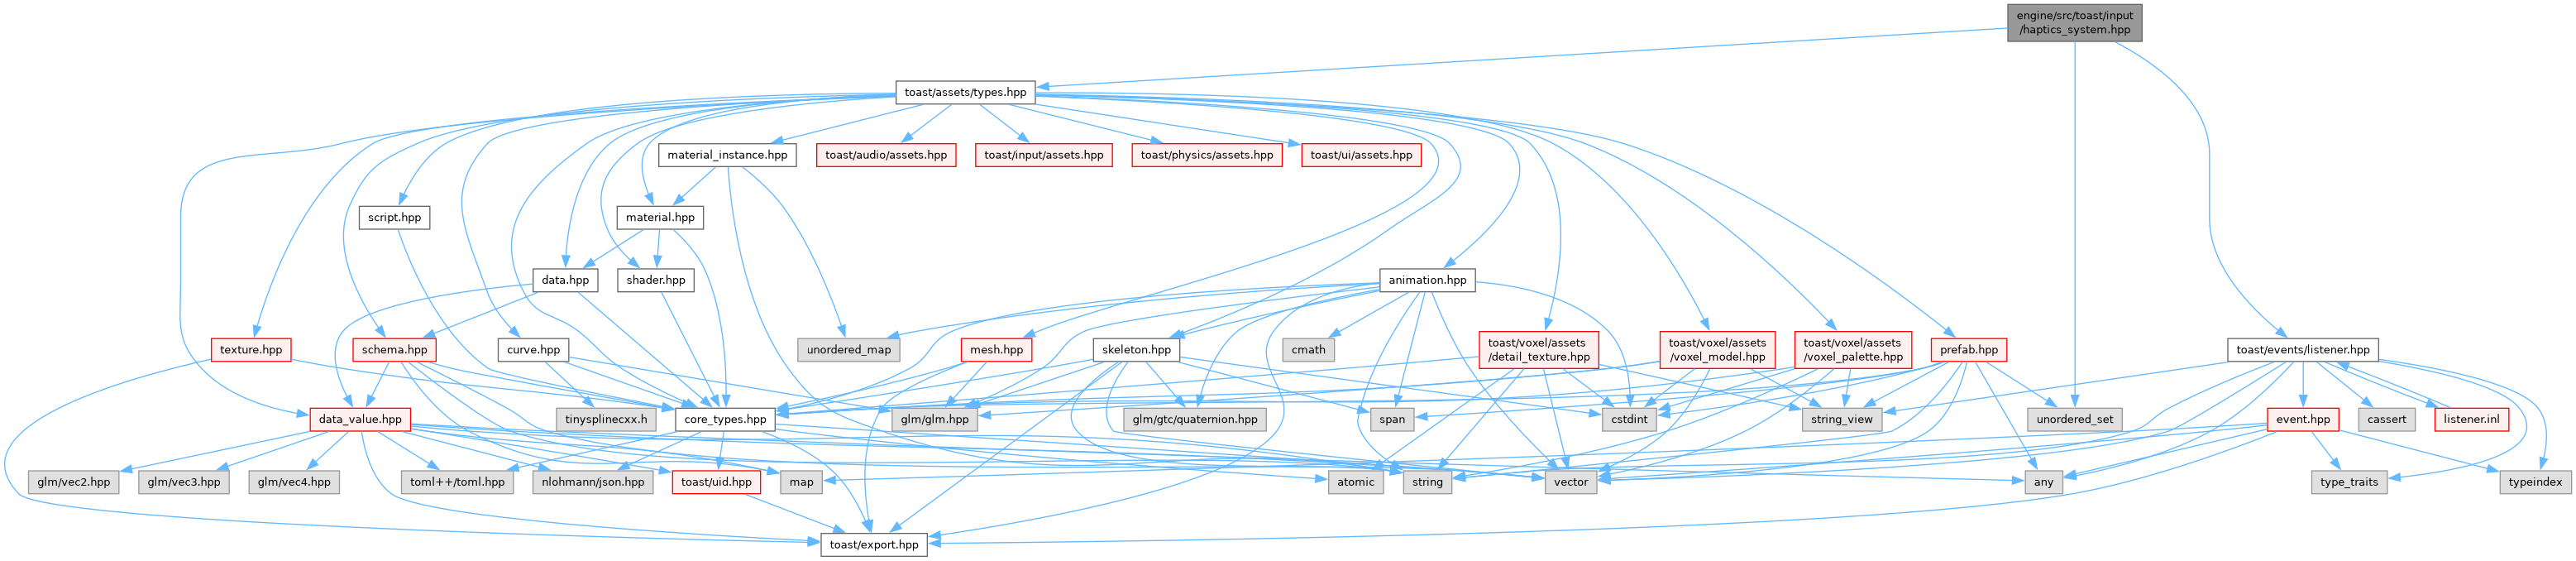 engine/src/toast/input
/haptics_system.hpp
toast/assets/types.hpp
material_instance.hpp
toast/audio/assets.hpp
toast/input/assets.hpp
toast/physics/assets.hpp
toast/ui/assets.hpp
script.hpp
material.hpp
data.hpp
shader.hpp
animation.hpp
texture.hpp
schema.hpp
curve.hpp
unordered_map
mesh.hpp
skeleton.hpp
cmath
toast/voxel/assets
/detail_texture.hpp
toast/voxel/assets
/voxel_model.hpp
toast/voxel/assets
/voxel_palette.hpp
prefab.hpp
toast/events/listener.hpp
data_value.hpp
tinysplinecxx.h
core_types.hpp
glm/glm.hpp
glm/gtc/quaternion.hpp
span
cstdint
string_view
unordered_set
event.hpp
cassert
listener.inl
glm/vec2.hpp
glm/vec3.hpp
glm/vec4.hpp
toml++/toml.hpp
nlohmann/json.hpp
toast/uid.hpp
map
atomic
string
vector
any
type_traits
typeindex
toast/export.hpp